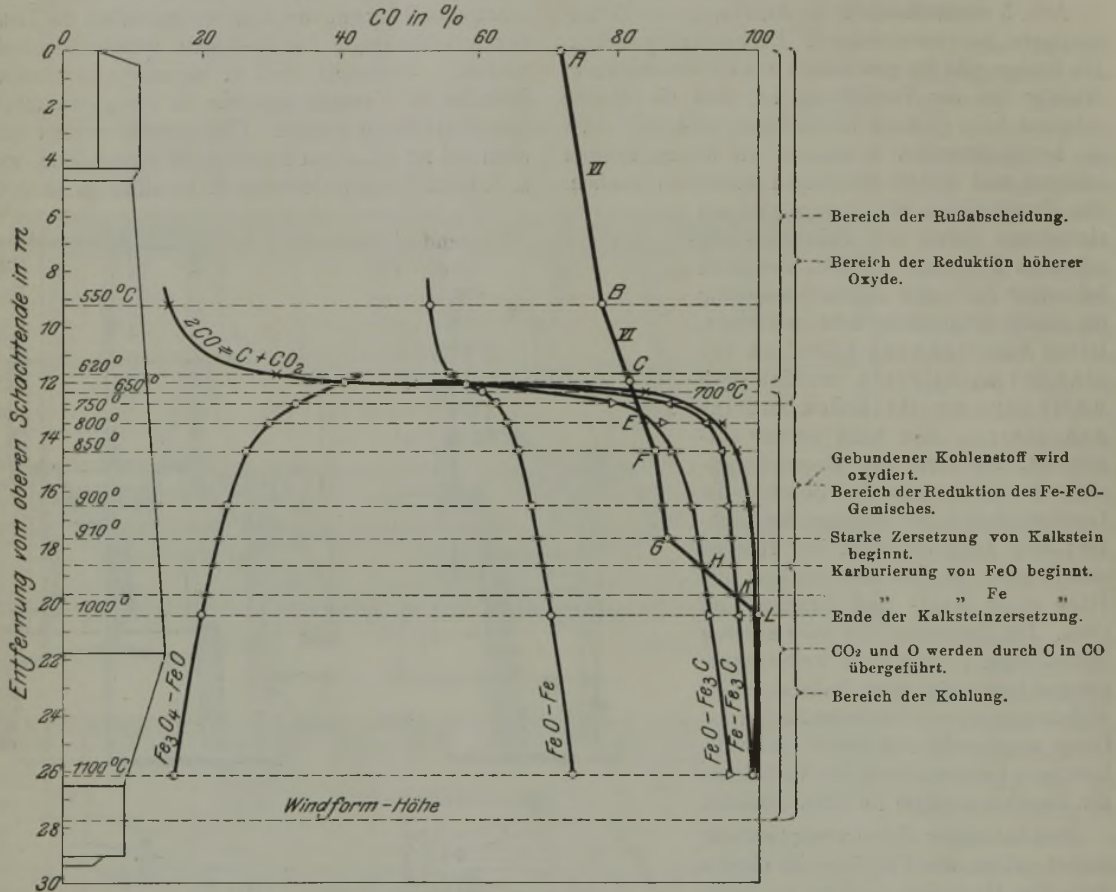 CO in %
0 20 40 60 80 100
Entfernung vom oberen Schachtende in m
0
2
4
6
8
10
12
14
16
18
20
22
24
26
28
30
A
VI
B
VI
C
E
F
G
H
K
L
550°C
620°
650°
700°C
750°
800°
850°
900°
910°
1000°
1100°C
2CO⇌C+CO₂
Fe₃O₄-FeO
FeO-Fe
FeO-Fe₃C
Fe-Fe₃C
Windform-Höhe
Bereich der Rußabscheidung.
Bereich der Reduktion höherer
Oxyde.
Gebundener Kohlenstoff wird
oxydiert.
Bereich der Reduktion des Fe-FeO-
Gemisches.
Starke Zersetzung von Kalkstein
beginnt.
Karburierung von FeO beginnt.
„ „ Fe „
Ende der Kalksteinzersetzung.
CO₂ und O werden durch C in CO
übergeführt.
Bereich der Kohlung.